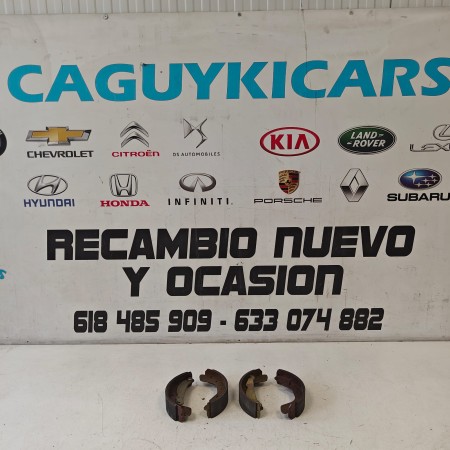 CAGUYKICARS
CHEVROLET
CITROËN
DS AUTOMOBILES
KIA
LAND-
ROVER
HYUNDAI
HONDA
INFINITI
PORSCHE
RENAULT
SUBARU
RECAMBIO NUEVO
Y OCASION
618 485 909 - 633 074 882